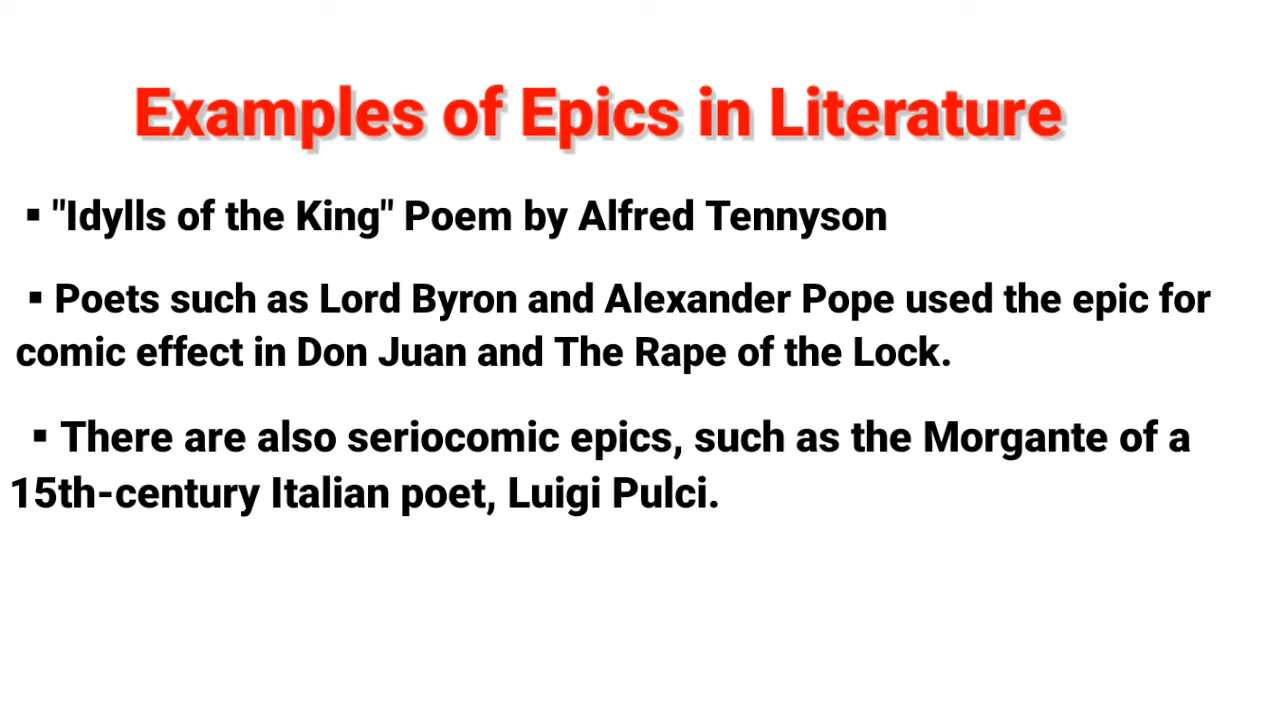 Examples of Epics in Literature
▪ "Idylls of the King" Poem by Alfred Tennyson
▪ Poets such as Lord Byron and Alexander Pope used the epic for
comic effect in Don Juan and The Rape of the Lock.
▪ There are also seriocomic epics, such as the Morgante of a
15th-century Italian poet, Luigi Pulci.